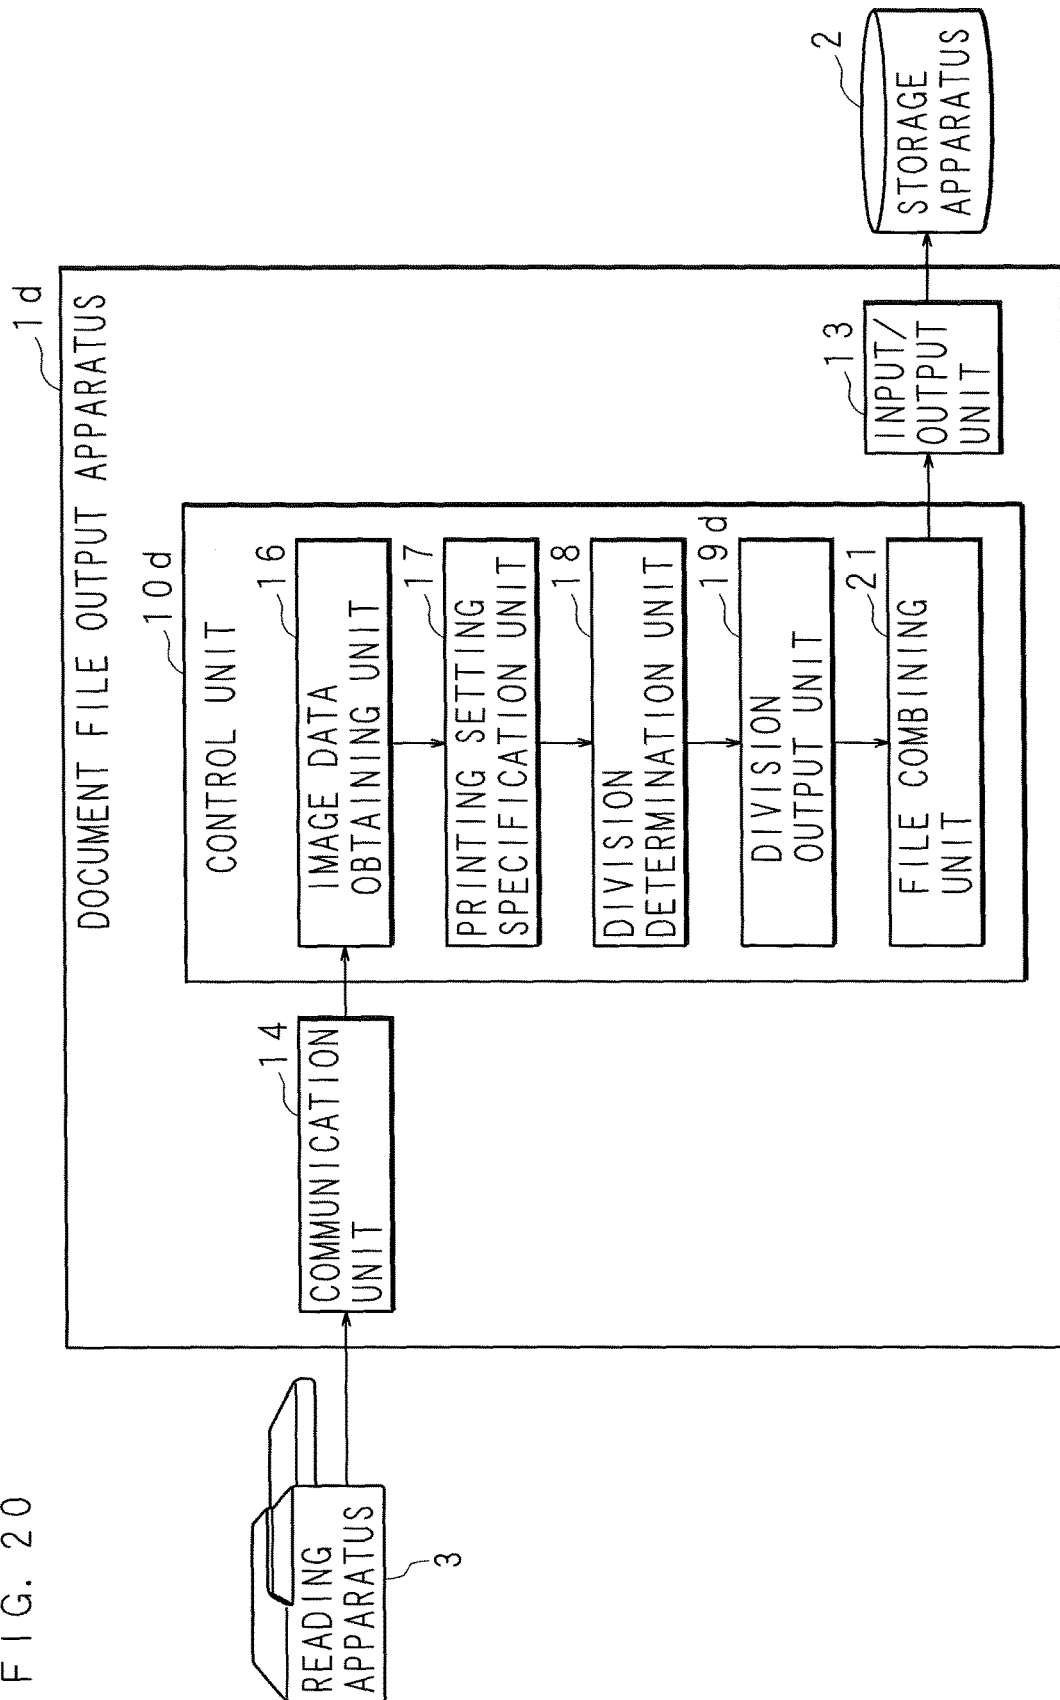 FIG. 20
1d
DOCUMENT FILE OUTPUT APPARATUS
10d
CONTROL UNIT
READING
APPARATUS
3
14
COMMUNICATION
UNIT
16
IMAGE DATA
OBTAINING UNIT
17
PRINTING SETTING
SPECIFICATION UNIT
18
DIVISION
DETERMINATION UNIT
19d
DIVISION
OUTPUT UNIT
21
FILE COMBINING
UNIT
13
INPUT/
OUTPUT
UNIT
2
STORAGE
APPARATUS